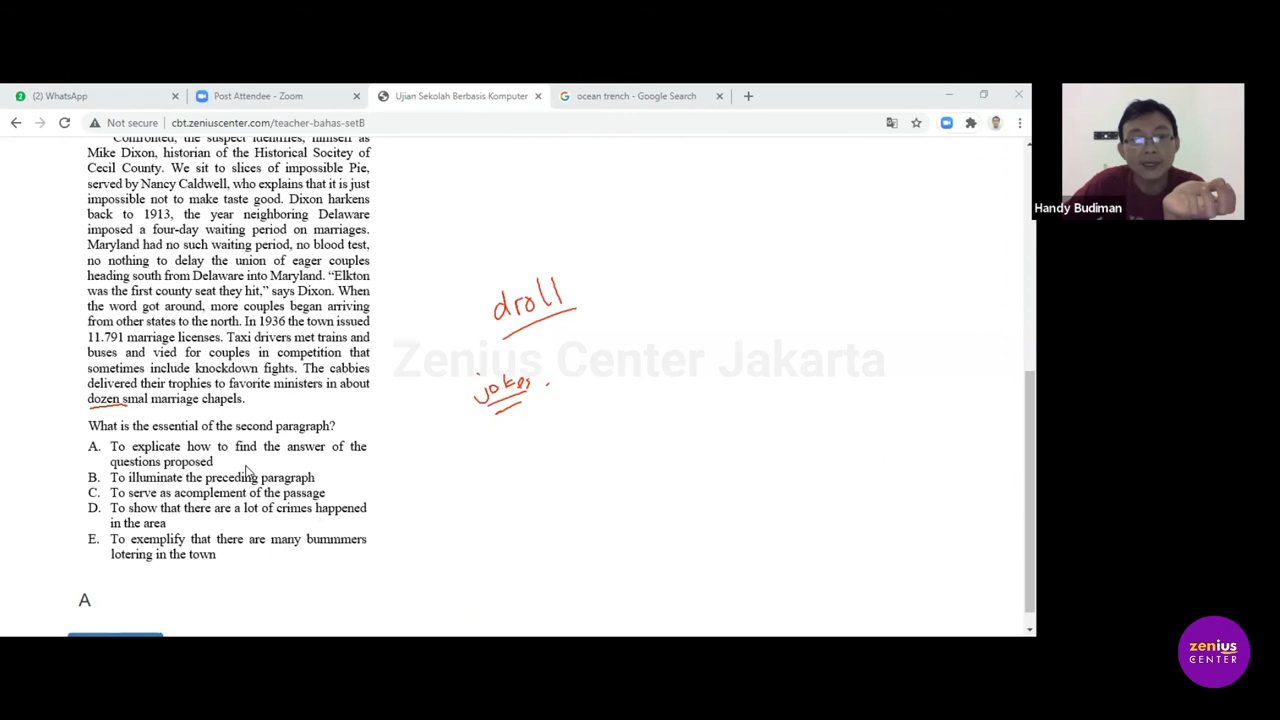 (2) WhatsApp
Post Attendee - Zoom
Ujian Sekolah Berbasis Komputer
ocean trench - Google Search
Not secure
cbt.zeniuscenter.com/teacher-bahas-setB
Confronted, the suspect identifies, himself as
Mike Dixon, historian of the Historical Socitey of
Cecil County. We sit to slices of impossible Pie,
served by Nancy Caldwell, who explains that it is just
impossible not to make taste good. Dixon harkens
back to 1913, the year neighboring Delaware
imposed a four-day waiting period on marriages.
Maryland had no such waiting period, no blood test,
no nothing to delay the union of eager couples
heading south from Delaware into Maryland. “Elkton
was the first county seat they hit,” says Dixon. When
the word got around, more couples began arriving
from other states to the north. In 1936 the town issued
11.791 marriage licenses. Taxi drivers met trains and
buses and vied for couples in competition that
sometimes include knockdown fights. The cabbies
delivered their trophies to favorite ministers in about
dozen smal marriage chapels.
What is the essential of the second paragraph?
A. To explicate how to find the answer of the
questions proposed
B. To illuminate the preceding paragraph
C. To serve as acomplement of the passage
D. To show that there are a lot of crimes happened
in the area
E. To exemplify that there are many bummmers
lotering in the town
A
droll
jokes
Zenius Center Jakarta
Handy Budiman
zenius
CENTER